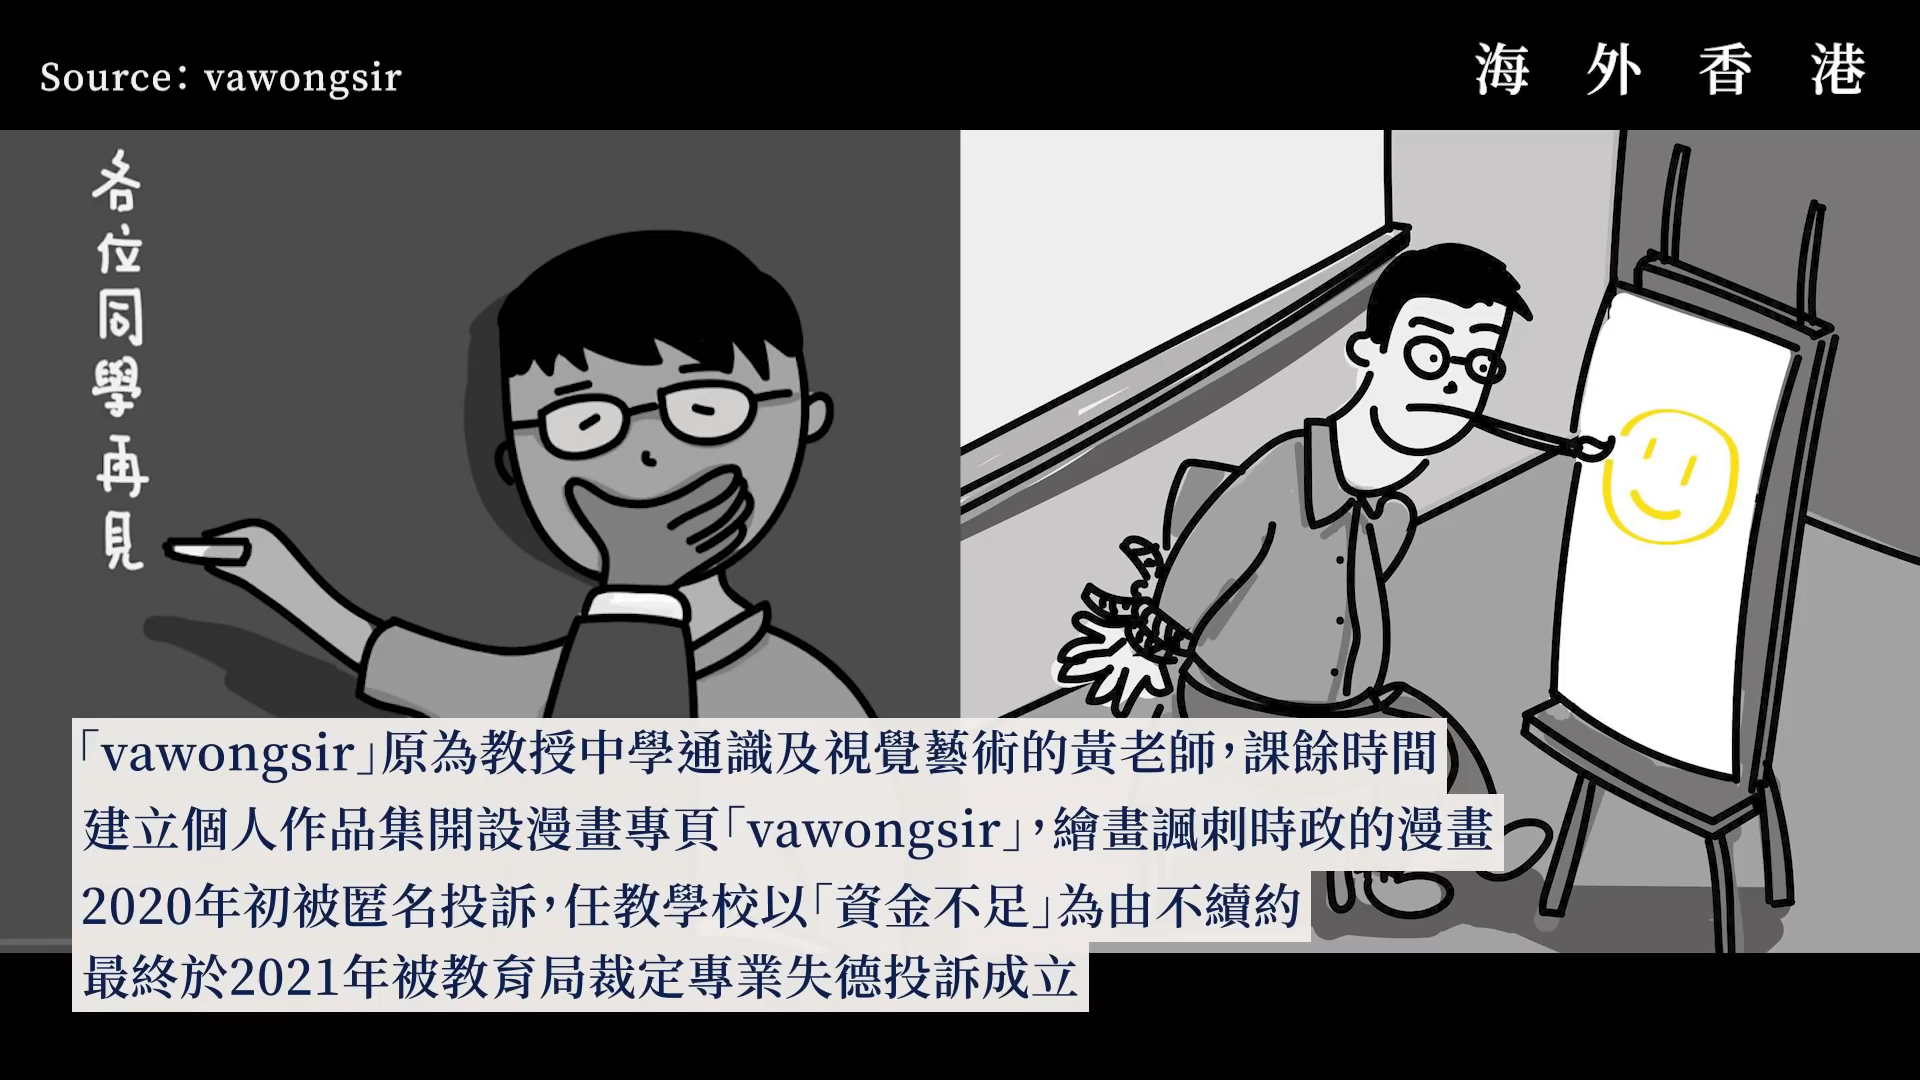 Source：vawongsir
海外香港
各位同學再見
「vawongsir」原為教授中學通識及視覺藝術的黃老師，課餘時間
建立個人作品集開設漫畫專頁「vawongsir」，繪畫諷刺時政的漫畫
2020年初被匿名投訴，任教學校以「資金不足」為由不續約
最終於2021年被教育局裁定專業失德投訴成立